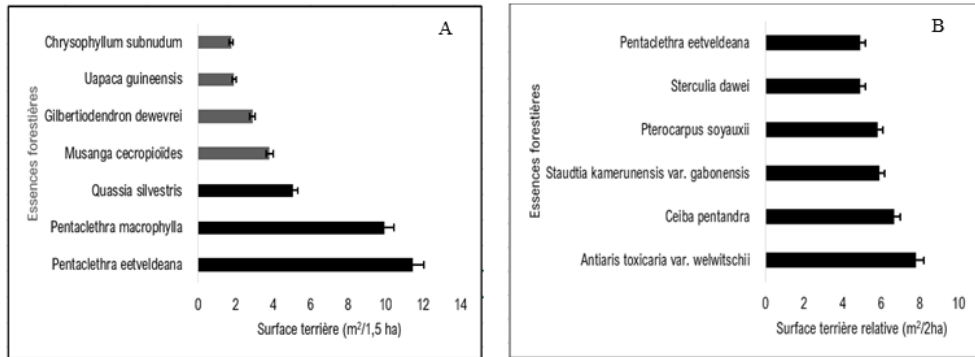 A
Essences forestières
Chrysophyllum subnudum
Uapaca guineensis
Gilbertiodendron dewevrei
Musanga cecropioïdes
Quassia silvestris
Pentaclethra macrophylla
Pentaclethra eetveldeana
0 2 4 6 8 10 12 14
Surface terrière (m²/1,5 ha)
B
Essences forestières
Pentaclethra eetveldeana
Sterculia dawei
Pterocarpus soyauxii
Staudtia kamerunensis var. gabonensis
Ceiba pentandra
Antiaris toxicaria var. welwitschii
0 2 4 6 8 10
Surface terrière relative (m²/2ha)